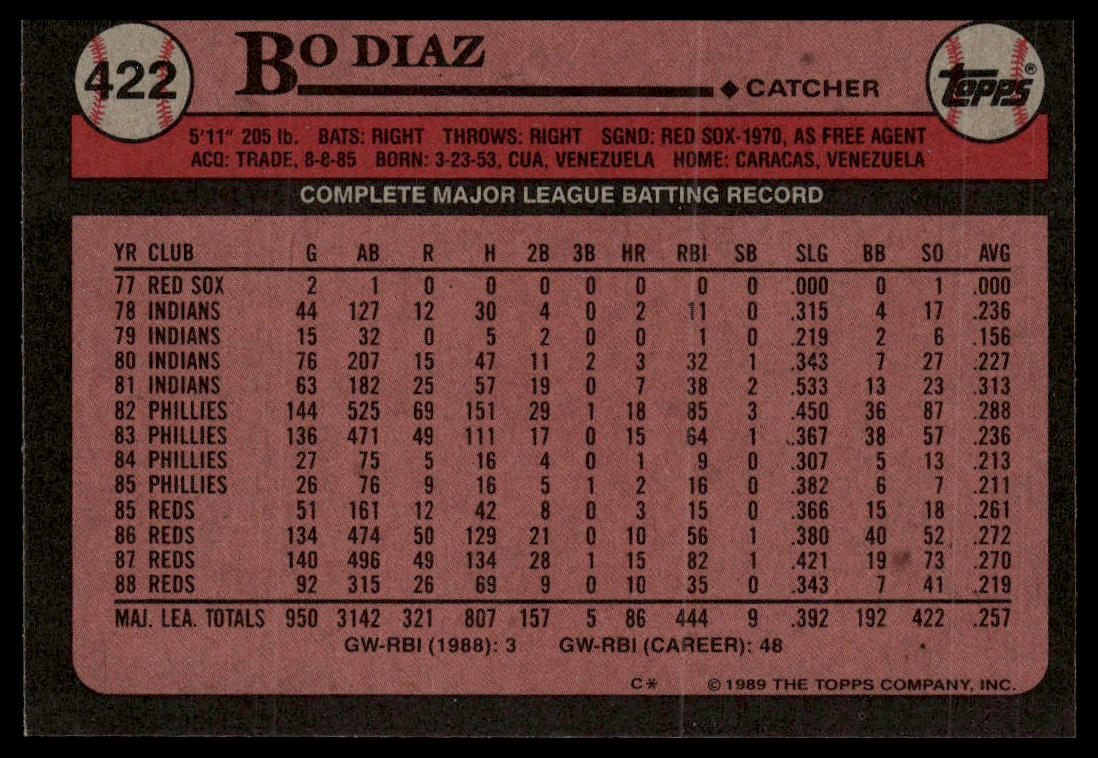 422
BO DIAZ
◆ CATCHER
TOPPS®
5'11" 205 lb. BATS: RIGHT THROWS: RIGHT SGND: RED SOX-1970, AS FREE AGENT
ACQ: TRADE, 8-8-85 BORN: 3-23-53, CUA, VENEZUELA HOME: CARACAS, VENEZUELA
COMPLETE MAJOR LEAGUE BATTING RECORD
YR CLUB G AB R H 2B 3B HR RBI SB SLG BB SO AVG
77 RED SOX 2 1 0 0 0 0 0 0 0 .000 0 1 .000
78 INDIANS 44 127 12 30 4 0 2 11 0 .315 4 17 .236
79 INDIANS 15 32 0 5 2 0 0 1 0 .219 2 6 .156
80 INDIANS 76 207 15 47 11 2 3 32 1 .343 7 27 .227
81 INDIANS 63 182 25 57 19 0 7 38 2 .533 13 23 .313
82 PHILLIES 144 525 69 151 29 1 18 85 3 .450 36 87 .288
83 PHILLIES 136 471 49 111 17 0 15 64 1 .367 38 57 .236
84 PHILLIES 27 75 5 16 4 0 1 9 0 .307 5 13 .213
85 PHILLIES 26 76 9 16 5 1 2 16 0 .382 6 7 .211
85 REDS 51 161 12 42 8 0 3 15 0 .366 15 18 .261
86 REDS 134 474 50 129 21 0 10 56 1 .380 40 52 .272
87 REDS 140 496 49 134 28 1 15 82 1 .421 19 73 .270
88 REDS 92 315 26 69 9 0 10 35 0 .343 7 41 .219
MAJ. LEA. TOTALS 950 3142 321 807 157 5 86 444 9 .392 192 422 .257
GW-RBI (1988): 3 GW-RBI (CAREER): 48
C* © 1989 THE TOPPS COMPANY, INC.